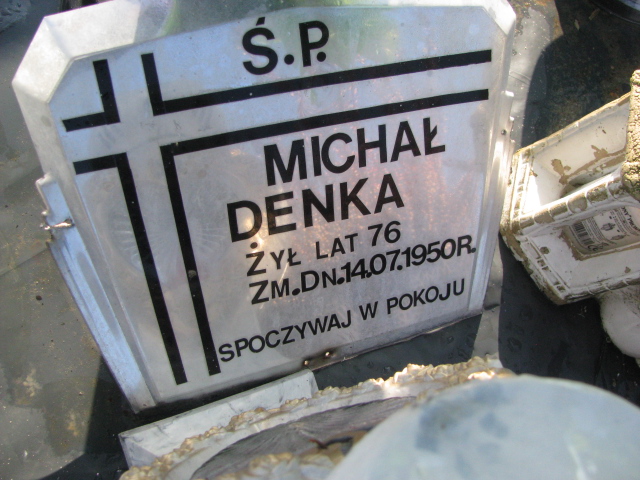 Ś.P.
MICHAŁ
DENKA
ŻYŁ LAT 76
ZM.DN.14.07.1950R.
SPOCZYWAJ W POKOJU